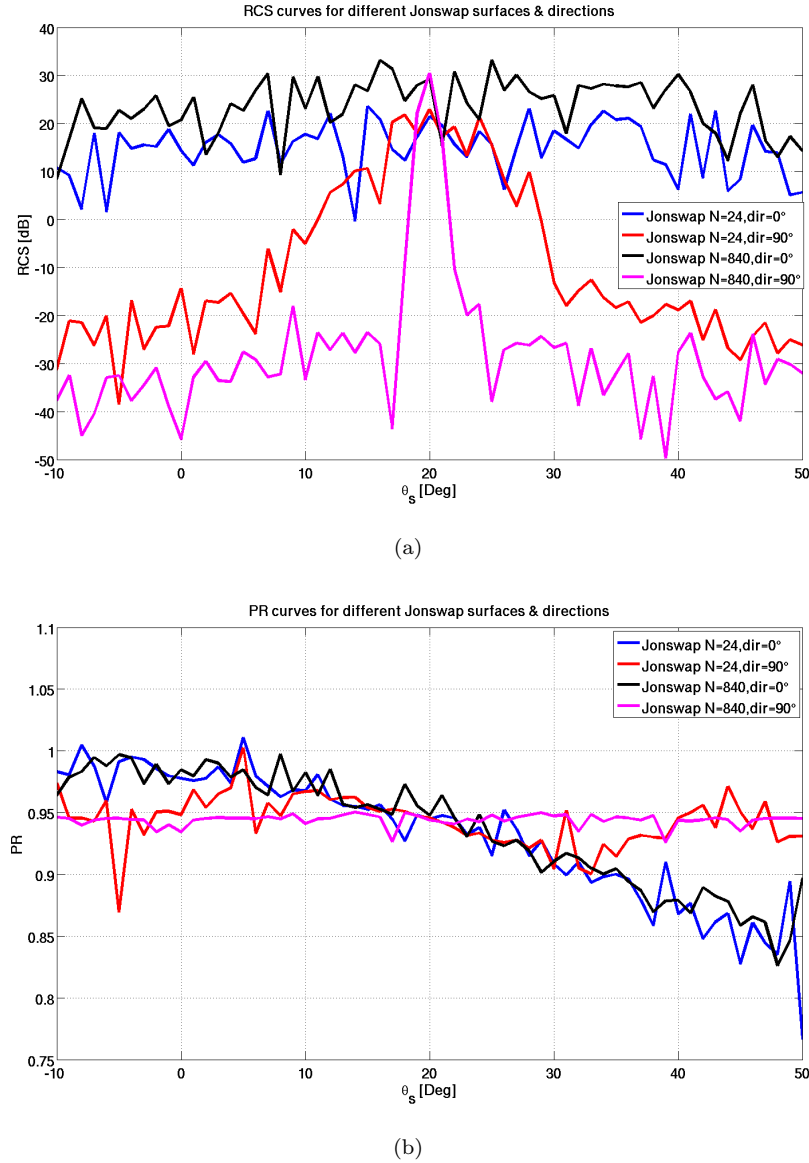 RCS curves for different Jonswap surfaces & directions
40
30
20
10
0
-10
-20
-30
-40
-50
RCS [dB]
Jonswap N=24,dir=0°
Jonswap N=24,dir=90°
Jonswap N=840,dir=0°
Jonswap N=840,dir=90°
-10 0 10 20 30 40 50
θs [Deg]
(a)
PR curves for different Jonswap surfaces & directions
1.1
1.05
1
0.95
0.9
0.85
0.8
0.75
PR
Jonswap N=24,dir=0°
Jonswap N=24,dir=90°
Jonswap N=840,dir=0°
Jonswap N=840,dir=90°
-10 0 10 20 30 40 50
θs [Deg]
(b)